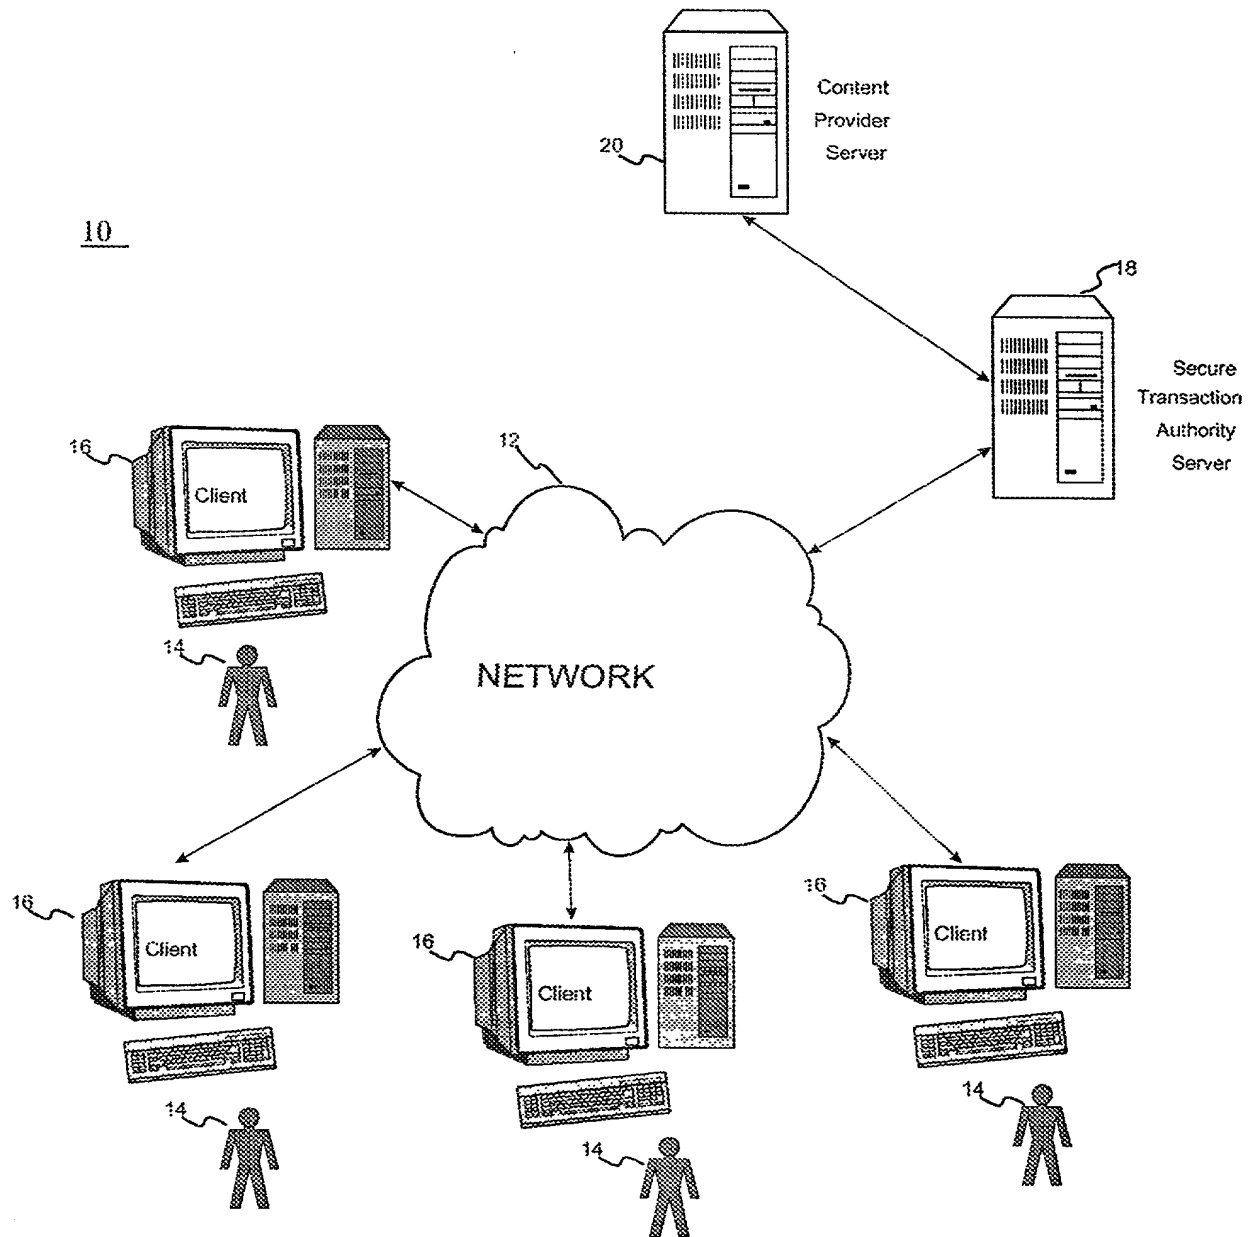 Content
Provider
Server
20
10
18
Secure
Transaction
Authority
Server
16
Client
12
14
NETWORK
16
Client
16
Client
16
Client
14
14
14